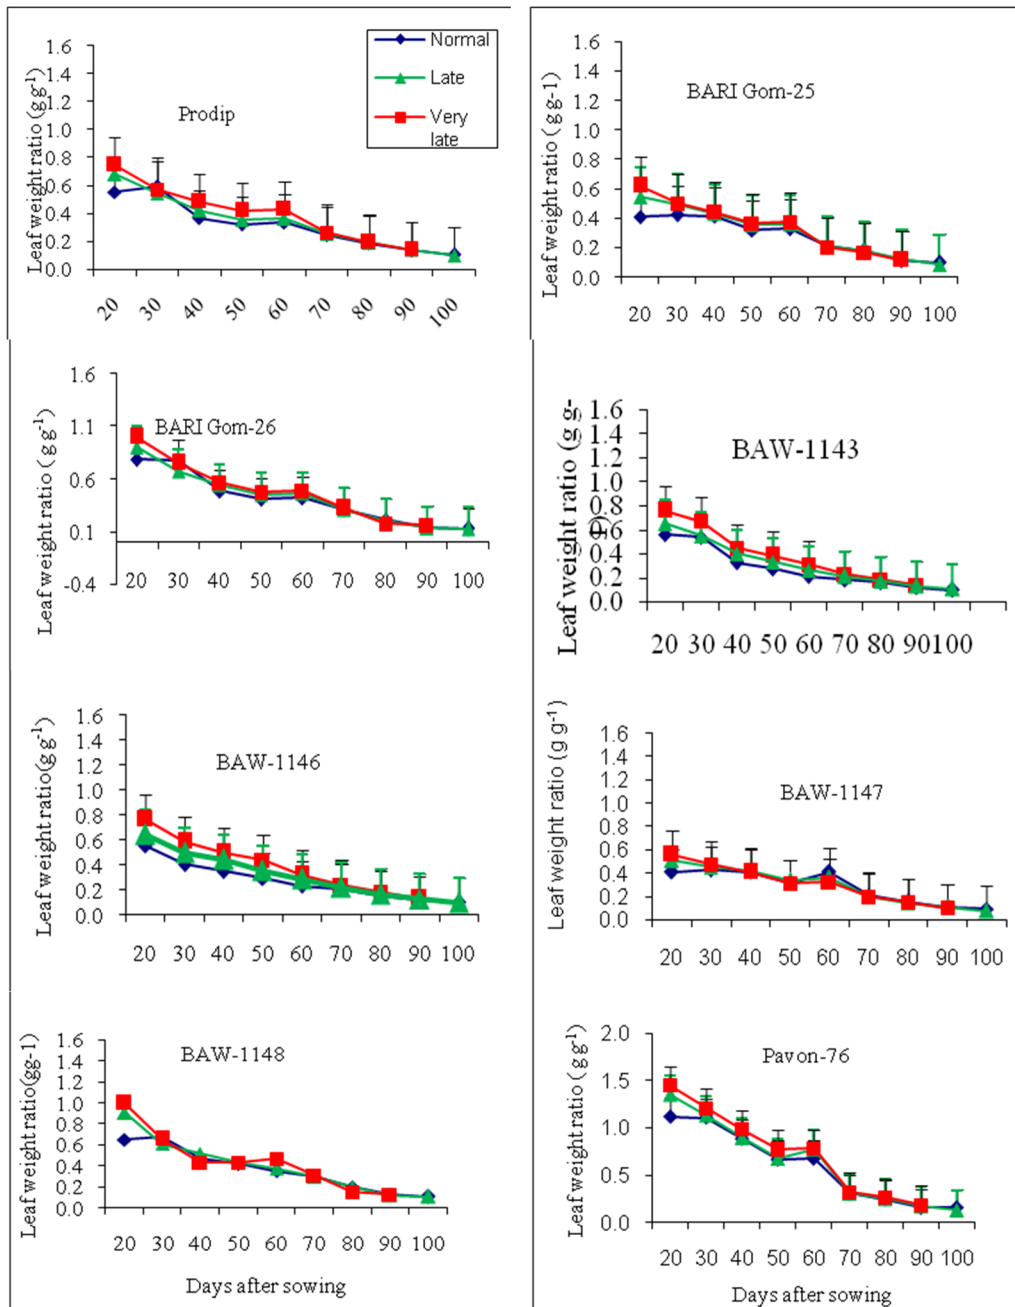 Normal
Late
Very
late
Leaf weight ratio (gg-1)
1.6
1.4
1.2
1.0
0.8
0.6
0.4
0.2
0.0
Prodip
20 30 40 50 60 70 80 90 100
Leaf weight ratio ( g g-1)
1.6
1.4
1.2
1.0
0.8
0.6
0.4
0.2
0.0
BARI Gom-25
20 30 40 50 60 70 80 90 100
Leaf weight ratio ( g g-1)
1.6
1.1
0.6
0.1
-0.4
BARI Gom-26
20 30 40 50 60 70 80 90 100
Leaf weight ratio (g g-
1)
1.6
1.4
1.2
1.0
0.8
0.6
0.4
0.2
0.0
BAW-1143
20 30 40 50 60 70 80 90100
Leaf weight ratio(g g-1)
1.6
1.4
1.2
1.0
0.8
0.6
0.4
0.2
0.0
BAW-1146
20 30 40 50 60 70 80 90 100
Leaf weight ratio (g g-1)
1.6
1.4
1.2
1.0
0.8
0.6
0.4
0.2
0.0
BAW-1147
20 30 40 50 60 70 80 90 100
Leaf weight ratio(gg-1)
1.6
1.4
1.2
1.0
0.8
0.6
0.4
0.2
0.0
BAW-1148
20 30 40 50 60 70 80 90 100
Days after sowing
Leaf weight ratio ( g g-1)
2.0
1.5
1.0
0.5
0.0
Pavon-76
20 30 40 50 60 70 80 90 100
Days after sowing